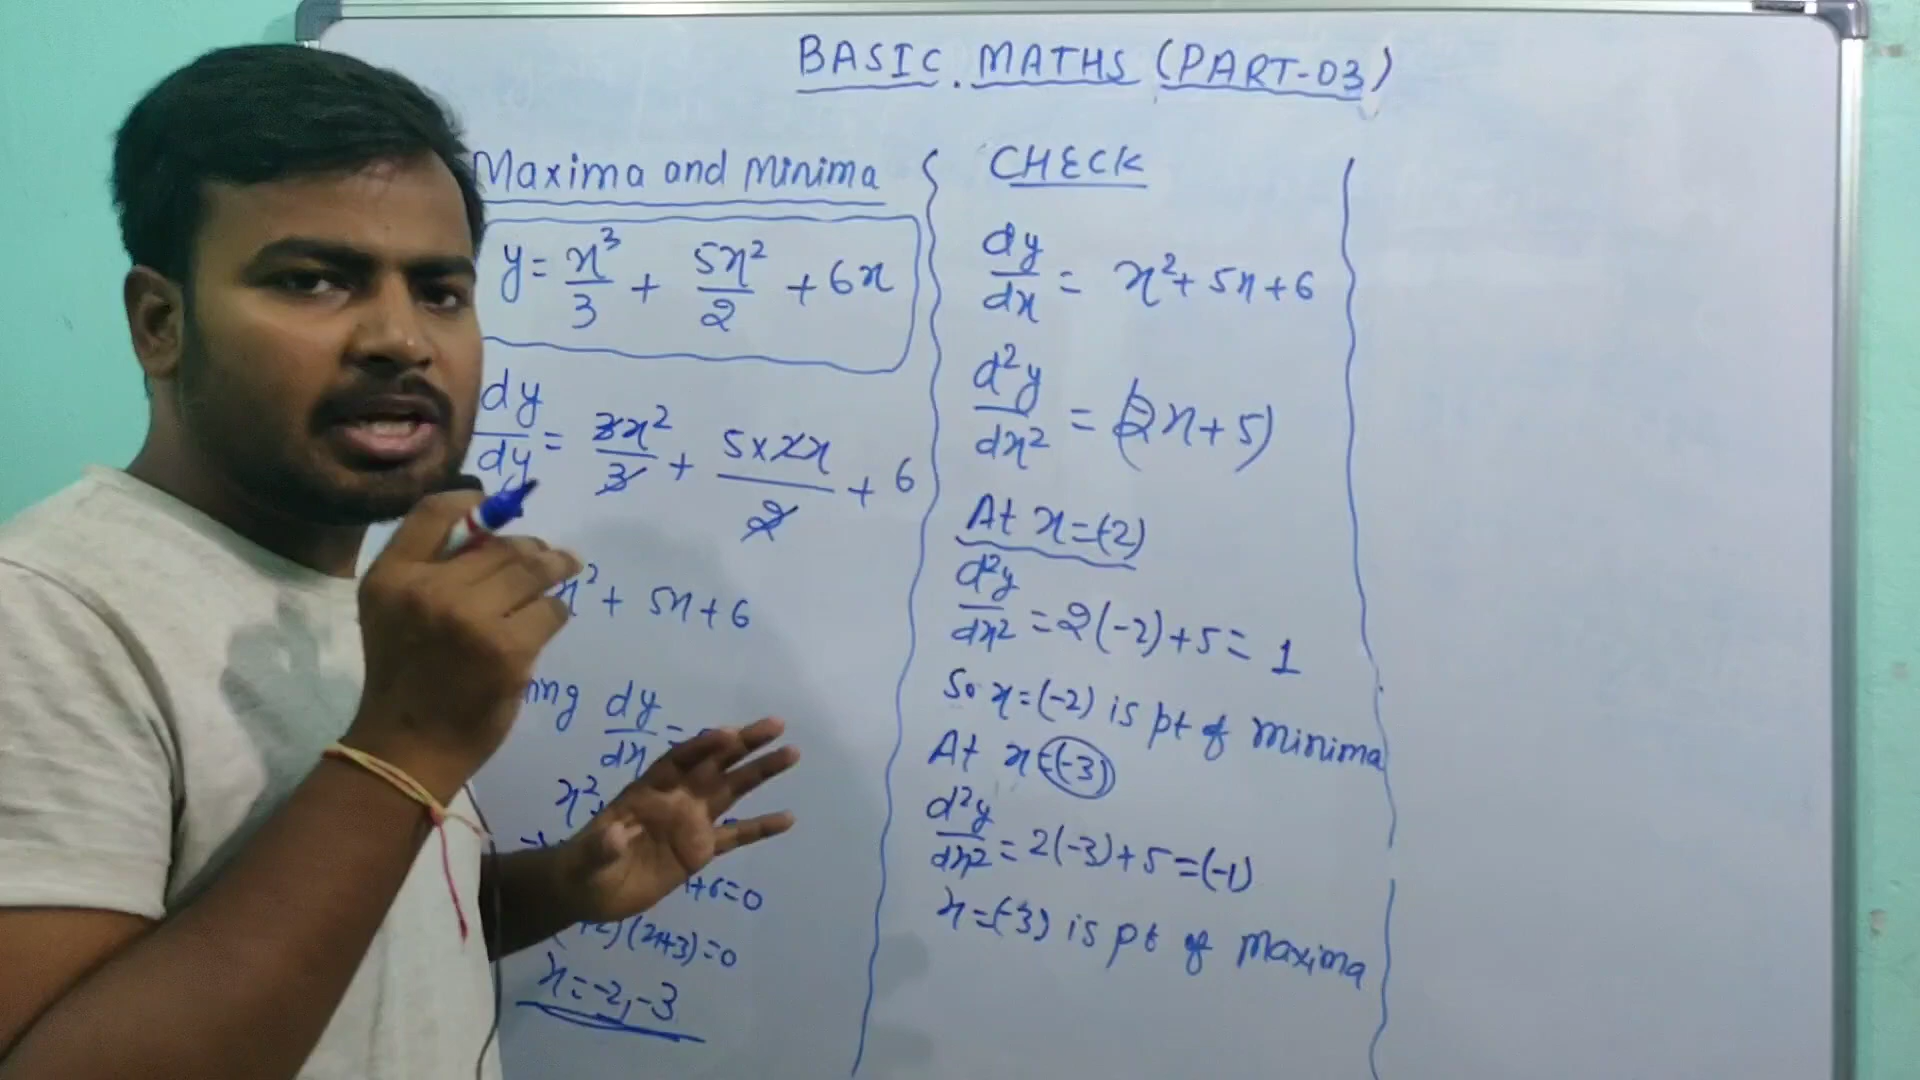 BASIC MATHS (PART-03)
Maxima and Minima
y = x³/3 + 5x²/2 + 6x
dy/dy = 3x²/3 + 5×2x/2 + 6
x² + 5x + 6
dy/dx =
x² +
+6=0
(x+3)=0
x=-2,-3
CHECK
dy/dx = x² + 5x + 6
d²y/dx² = (2x+5)
At x=(-2)
d²y/dx² = 2(-2)+5 = 1
So x=(-2) is pt of minima
At x=(-3)
d²y/dx² = 2(-3)+5 = (-1)
x=(-3) is pt of maxima